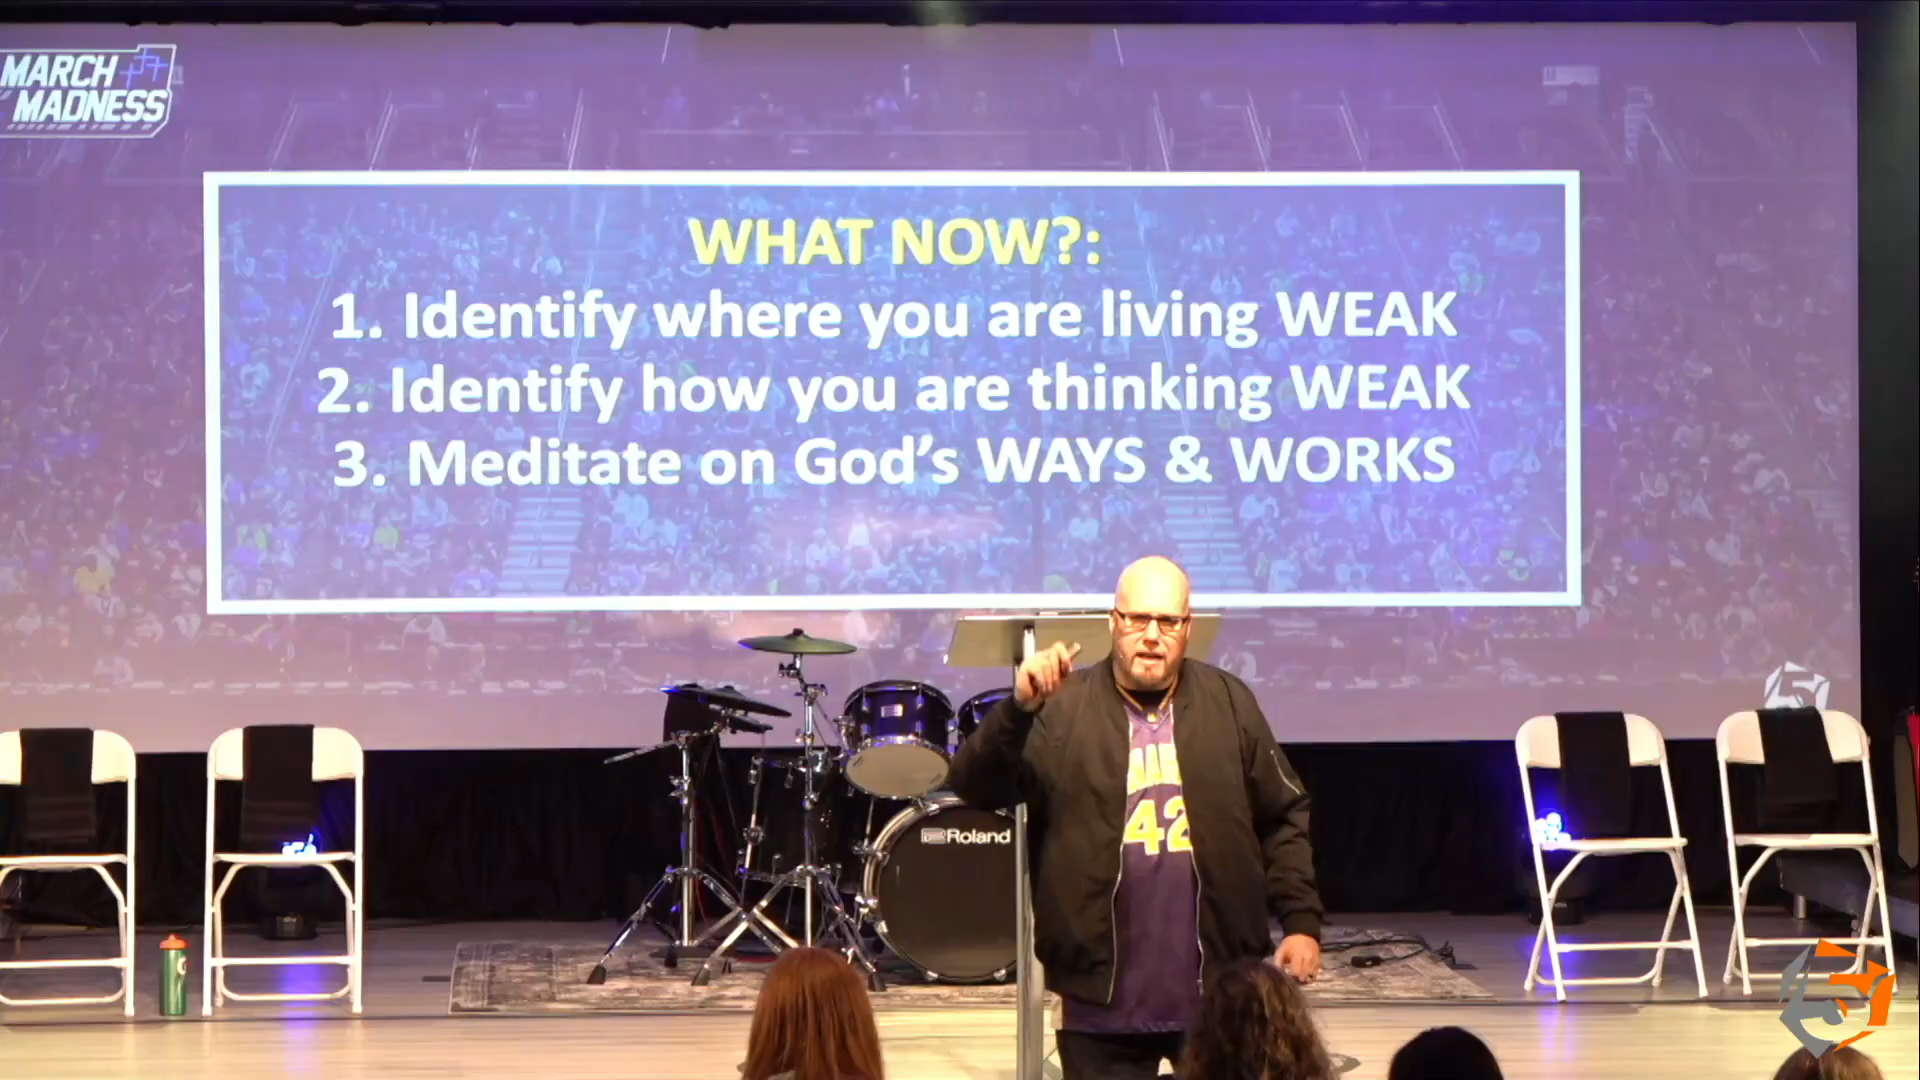 MARCH
MADNESS
WHAT NOW?:
1. Identify where you are living WEAK
2. Identify how you are thinking WEAK
3. Meditate on God's WAYS & WORKS
Roland
42